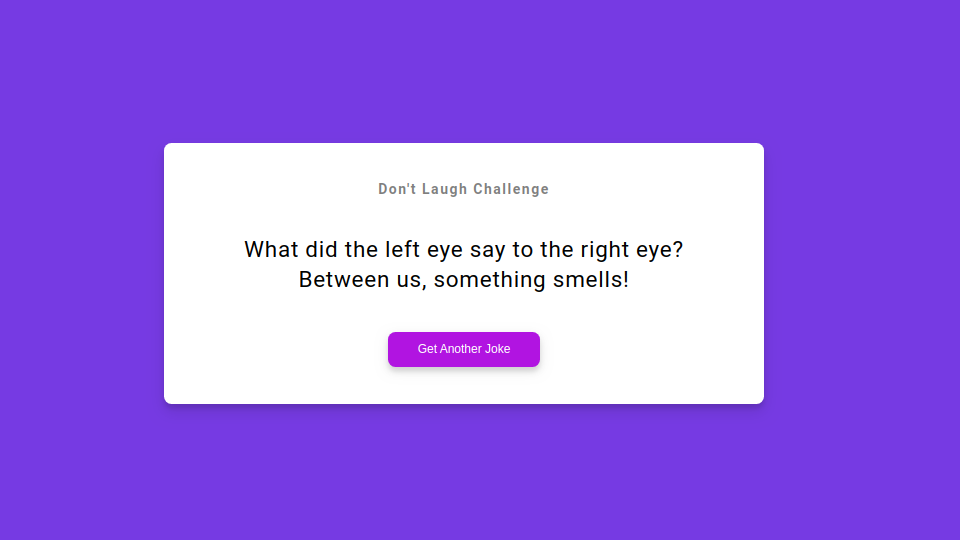 Don't Laugh Challenge
What did the left eye say to the right eye?
Between us, something smells!
Get Another Joke